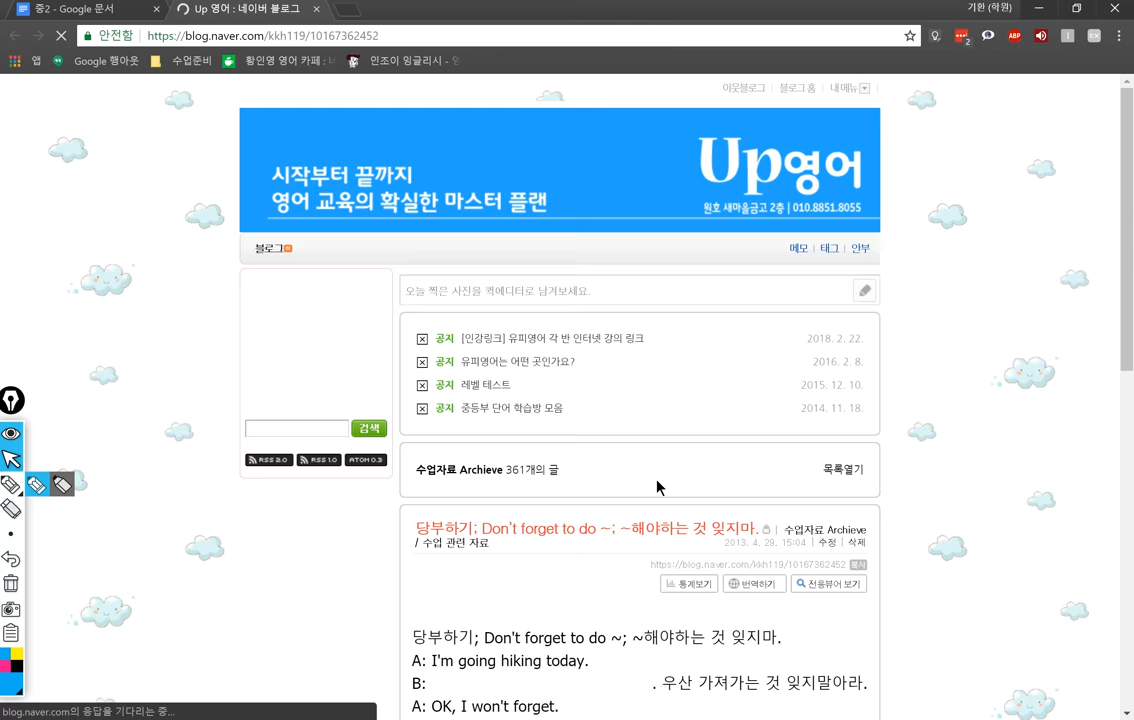 중2 - Google 문서
Up 영어 : 네이버 블로그
기환 (학원)
안전함
https://blog.naver.com/kkh119/10167362452
2
ABP
앱
Google 행아웃
수업준비
황인영 영어 카페 : 네
인조이 잉글리시 - 영
이웃블로그
블로그 홈
내 메뉴
시작부터 끝까지
영어 교육의 확실한 마스터 플랜
Up영어
원호 새마을금고 2층 | 010.8851.8055
블로그
메모 | 태그 | 안부
오늘 찍은 사진을 퀵에디터로 남겨보세요.
공지 [인강링크] 유피영어 각 반 인터넷 강의 링크 2018. 2. 22.
공지 유피영어는 어떤 곳인가요? 2016. 2. 8.
공지 레벨 테스트 2015. 12. 10.
공지 중등부 단어 학습방 모음 2014. 11. 18.
검색
RSS 2.0
RSS 1.0
ATOM 0.3
수업자료 Archieve 361개의 글
목록열기
당부하기; Don't forget to do ~; ~해야하는 것 잊지마. | 수업자료 Archieve
/ 수업 관련 자료
2013. 4. 29. 15:04 | 수정 | 삭제
https://blog.naver.com/kkh119/10167362452 복사
통계보기
번역하기
전용뷰어 보기
당부하기; Don't forget to do ~; ~해야하는 것 잊지마.
A: I'm going hiking today.
B: . 우산 가져가는 것 잊지말아라.
A: OK, I won't forget.
blog.naver.com의 응답을 기다리는 중...